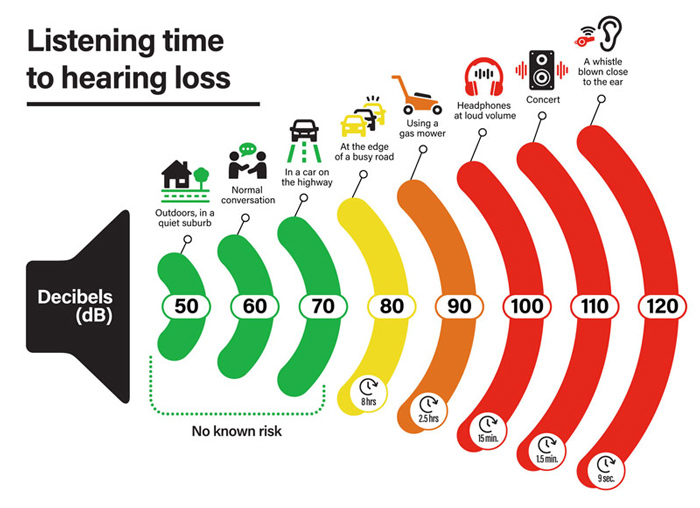 Listening time
to hearing loss
A whistle
blown close
to the ear
Concert
Headphones
at loud volume
Using a
gas mower
At the edge
of a busy road
In a car on
the highway
Normal
conversation
Outdoors, in a
quiet suburb
Decibels
(dB)
50
60
70
80
90
100
110
120
8 hrs
2.5 hrs
15 min.
1.5 min.
9 sec.
No known risk